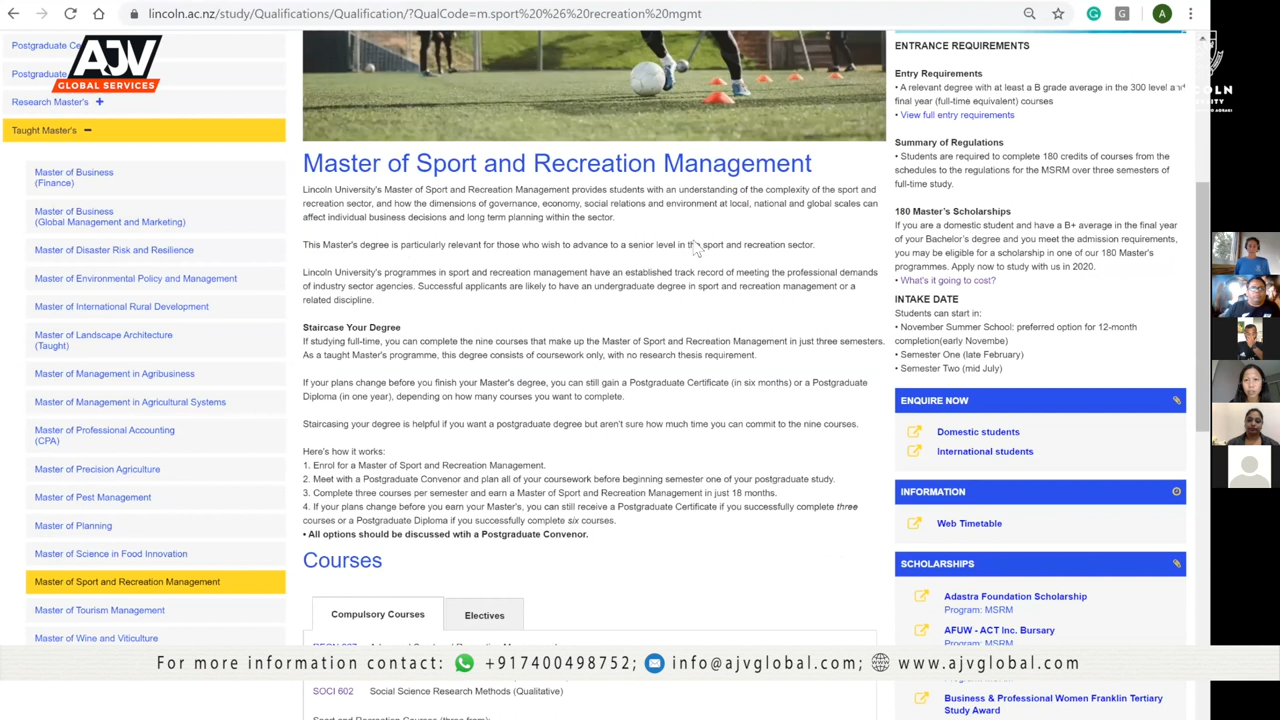 lincoln.ac.nz/study/Qualifications/Qualification/?QualCode=m.sport%20%26%20recreation%20mgmt
G
A
AJV
GLOBAL SERVICES
Postgraduate Ce
Postgraduate
Research Master's +
Taught Master's −
Master of Business
(Finance)
Master of Business
(Global Management and Marketing)
Master of Disaster Risk and Resilience
Master of Environmental Policy and Management
Master of International Rural Development
Master of Landscape Architecture
(Taught)
Master of Management in Agribusiness
Master of Management in Agricultural Systems
Master of Professional Accounting
(CPA)
Master of Precision Agriculture
Master of Pest Management
Master of Planning
Master of Science in Food Innovation
Master of Sport and Recreation Management
Master of Tourism Management
Master of Wine and Viticulture
Master of Sport and Recreation Management
Lincoln University's Master of Sport and Recreation Management provides students with an understanding of the complexity of the sport and
recreation sector, and how the dimensions of governance, economy, social relations and environment at local, national and global scales can
affect individual business decisions and long term planning within the sector.
This Master's degree is particularly relevant for those who wish to advance to a senior level in the sport and recreation sector.
Lincoln University's programmes in sport and recreation management have an established track record of meeting the professional demands
of industry sector agencies. Successful applicants are likely to have an undergraduate degree in sport and recreation management or a
related discipline.
Staircase Your Degree
If studying full-time, you can complete the nine courses that make up the Master of Sport and Recreation Management in just three semesters.
As a taught Master's programme, this degree consists of coursework only, with no research thesis requirement.
If your plans change before you finish your Master's degree, you can still gain a Postgraduate Certificate (in six months) or a Postgraduate
Diploma (in one year), depending on how many courses you want to complete.
Staircasing your degree is helpful if you want a postgraduate degree but aren't sure how much time you can commit to the nine courses.
Here's how it works:
1. Enrol for a Master of Sport and Recreation Management.
2. Meet with a Postgraduate Convenor and plan all of your coursework before beginning semester one of your postgraduate study.
3. Complete three courses per semester and earn a Master of Sport and Recreation Management in just 18 months.
4. If your plans change before you earn your Master's, you can still receive a Postgraduate Certificate if you successfully complete three
courses or a Postgraduate Diploma if you successfully complete six courses.
• All options should be discussed wtih a Postgraduate Convenor.
Courses
Compulsory Courses
Electives
SOCI 602 Social Science Research Methods (Qualitative)
Sport and Recreation Courses (three from):
ENTRANCE REQUIREMENTS
Entry Requirements
• A relevant degree with at least a B grade average in the 300 level and
final year (full-time equivalent) courses
• View full entry requirements
Summary of Regulations
• Students are required to complete 180 credits of courses from the
schedules to the regulations for the MSRM over three semesters of
full-time study.
180 Master's Scholarships
If you are a domestic student and have a B+ average in the final year
of your Bachelor's degree and you meet the admission requirements,
you may be eligible for a scholarship in one of our 180 Master's
programmes. Apply now to study with us in 2020.
• What's it going to cost?
INTAKE DATE
Students can start in:
• November Summer School: preferred option for 12-month
completion(early Novembe)
• Semester One (late February)
• Semester Two (mid July)
ENQUIRE NOW
Domestic students
International students
INFORMATION
Web Timetable
SCHOLARSHIPS
Adastra Foundation Scholarship
Program: MSRM
AFUW - ACT Inc. Bursary
Program: MSRM
Business & Professional Women Franklin Tertiary
Study Award
For more information contact: +917400498752; info@ajvglobal.com; www.ajvglobal.com